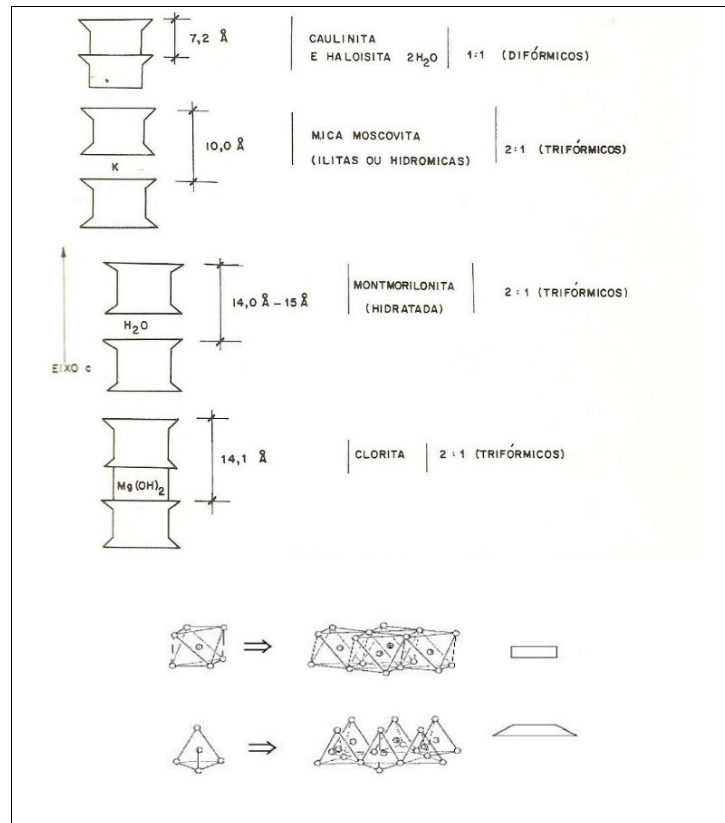 7,2 Å
CAULINITA
E HALOISITA 2H₂O
1:1 (DIFÓRMICOS)
10,0 Å
K
MICA MOSCOVITA
(ILITAS OU HIDROMICAS)
2:1 (TRIFÓRMICOS)
14,0 Å – 15 Å
H₂O
MONTMORILONITA
(HIDRATADA)
2:1 (TRIFÓRMICOS)
EIXO c
14,1 Å
Mg(OH)₂
CLORITA
2:1 (TRIFÓRMICOS)